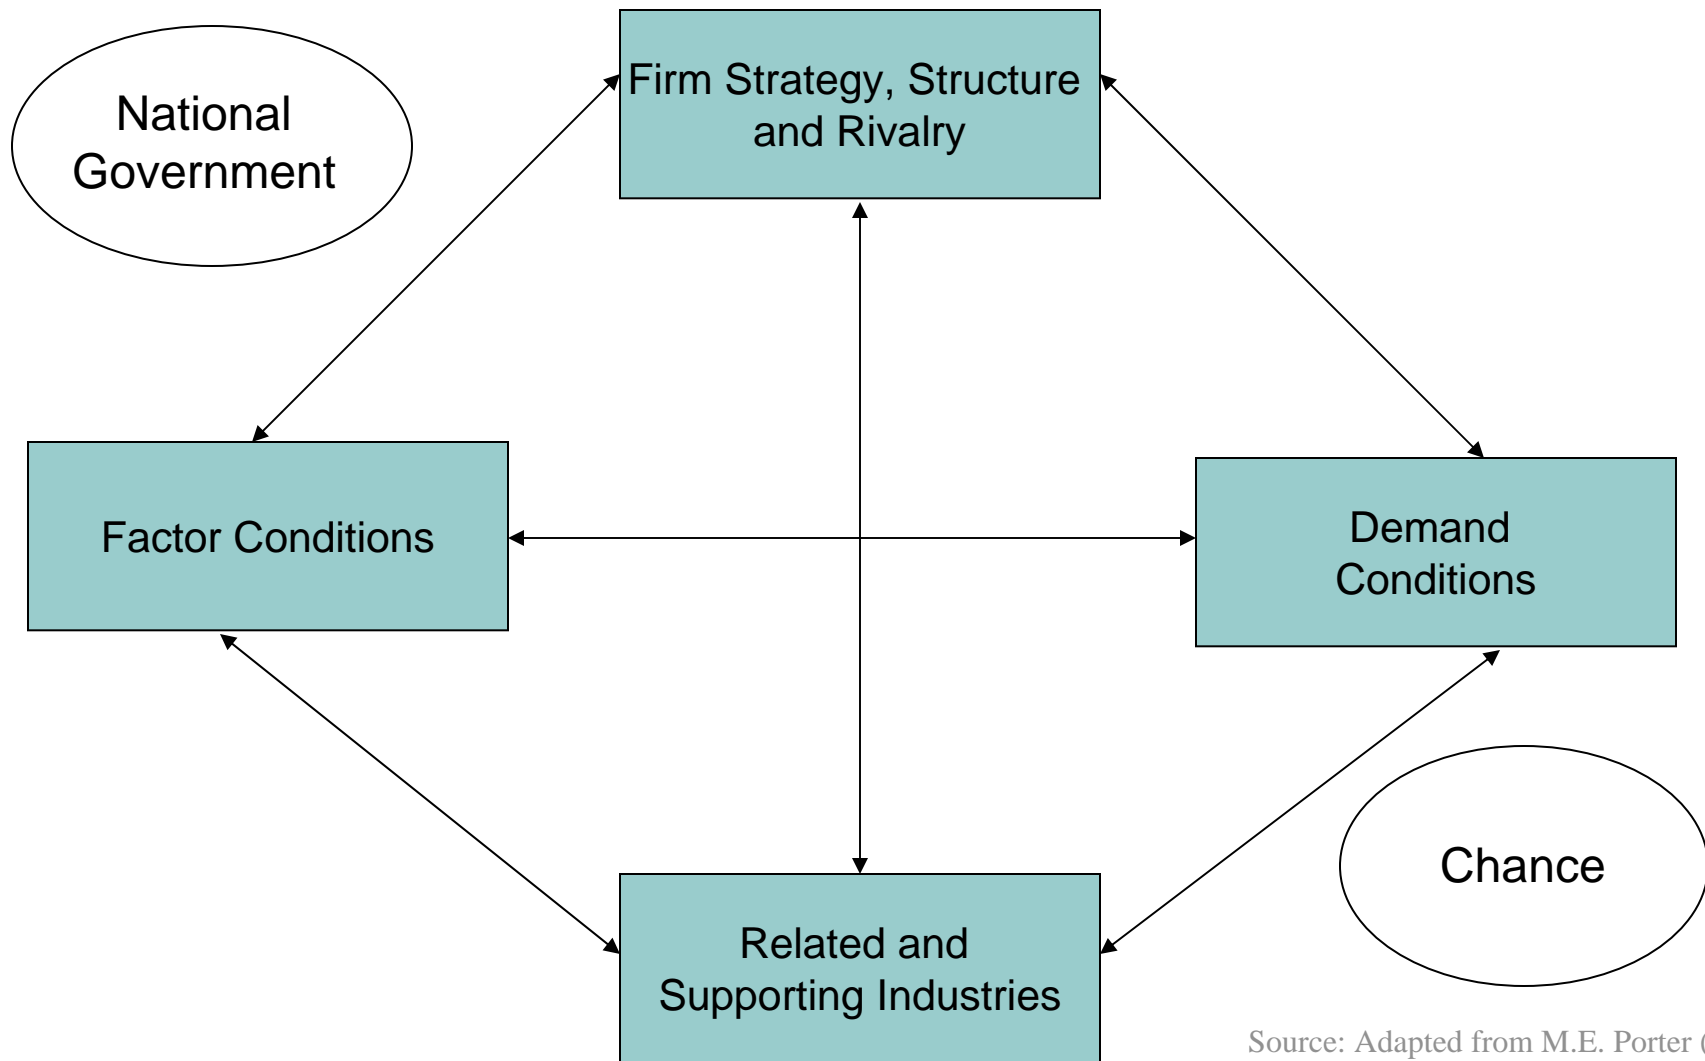 National
Government
Firm Strategy, Structure
and Rivalry
Factor Conditions
Demand
Conditions
Chance
Related and
Supporting Industries
Source: Adapted from M.E. Porter (